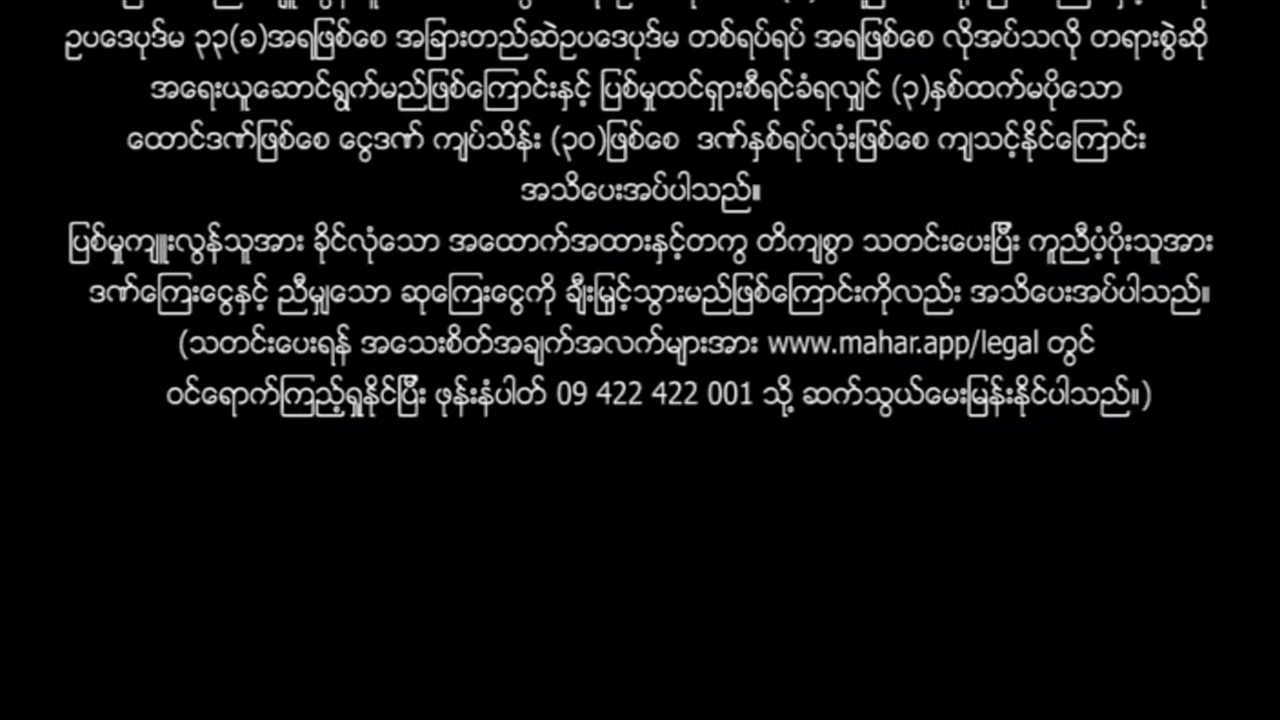 ဥပဒေပုဒ်မ ၃၃(ခ)အရဖြစ်စေ အခြားတည်ဆဲဥပဒေပုဒ်မ တစ်ရပ်ရပ် အရဖြစ်စေ လိုအပ်သလို တရားစွဲဆို
အရေးယူဆောင်ရွက်မည်ဖြစ်ကြောင်းနှင့် ပြစ်မှုထင်ရှားစီရင်ခံရလျှင် (၃)နှစ်ထက်မပိုသော
ထောင်ဒဏ်ဖြစ်စေ ငွေဒဏ် ကျပ်သိန်း (၃၀)ဖြစ်စေ ဒဏ်နှစ်ရပ်လုံးဖြစ်စေ ကျသင့်နိုင်ကြောင်း
အသိပေးအပ်ပါသည်။
ပြစ်မှုကျူးလွန်သူအား ခိုင်လုံသော အထောက်အထားနှင့်တကွ တိကျစွာ သတင်းပေးပြီး ကူညီပံ့ပိုးသူအား
ဒဏ်ကြေးငွေနှင့် ညီမျှသော ဆုကြေးငွေကို ချီးမြှင့်သွားမည်ဖြစ်ကြောင်းကိုလည်း အသိပေးအပ်ပါသည်။
(သတင်းပေးရန် အသေးစိတ်အချက်အလက်များအား www.mahar.app/legal တွင်
ဝင်ရောက်ကြည့်ရှုနိုင်ပြီး ဖုန်းနံပါတ် 09 422 422 001 သို့ ဆက်သွယ်မေးမြန်းနိုင်ပါသည်။)